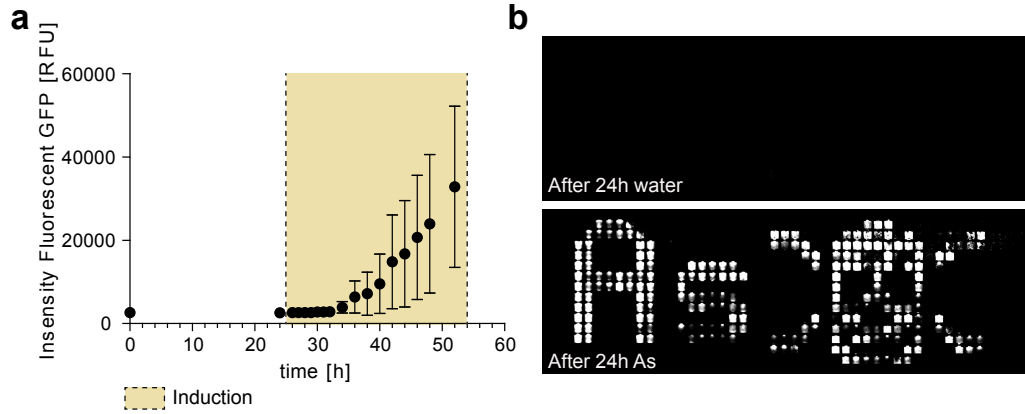 a
Insensity Fluorescent GFP [RFU]
60000
40000
20000
0
0 10 20 30 40 50 60
time [h]
Induction
b
After 24h water
As
After 24h As